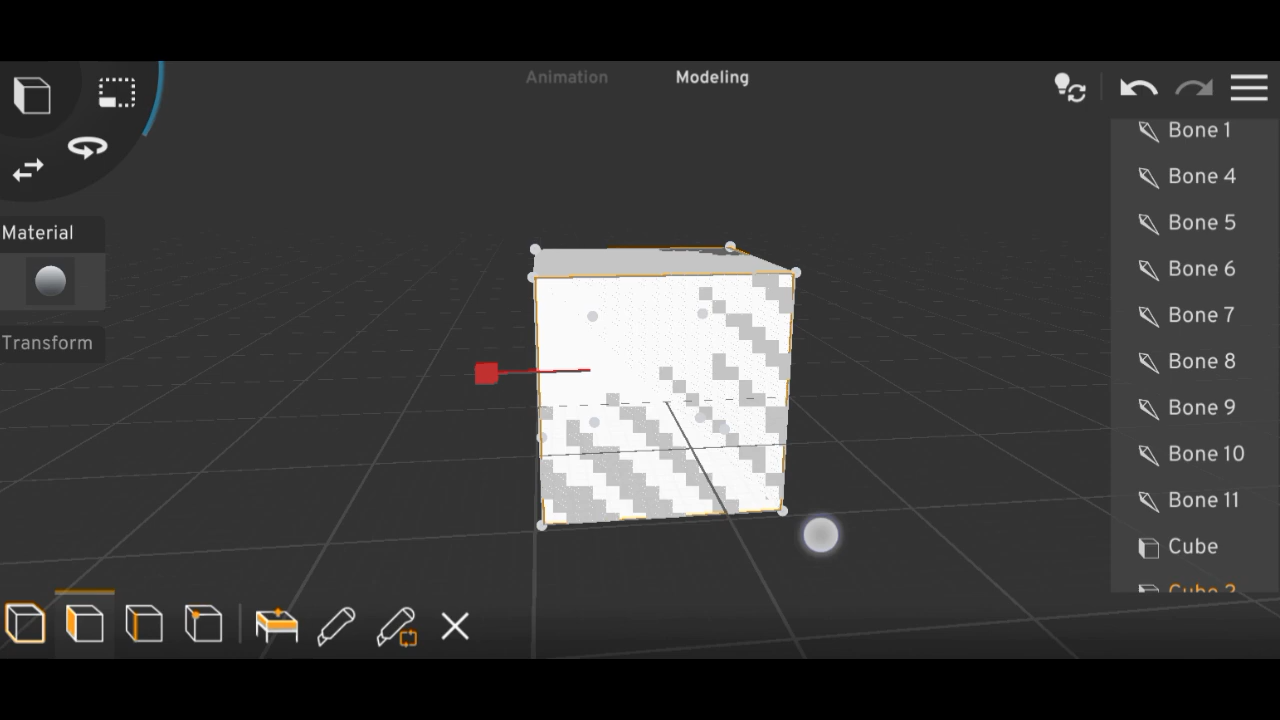 Animation
Modeling
Material
Transform
Bone 1
Bone 4
Bone 5
Bone 6
Bone 7
Bone 8
Bone 9
Bone 10
Bone 11
Cube